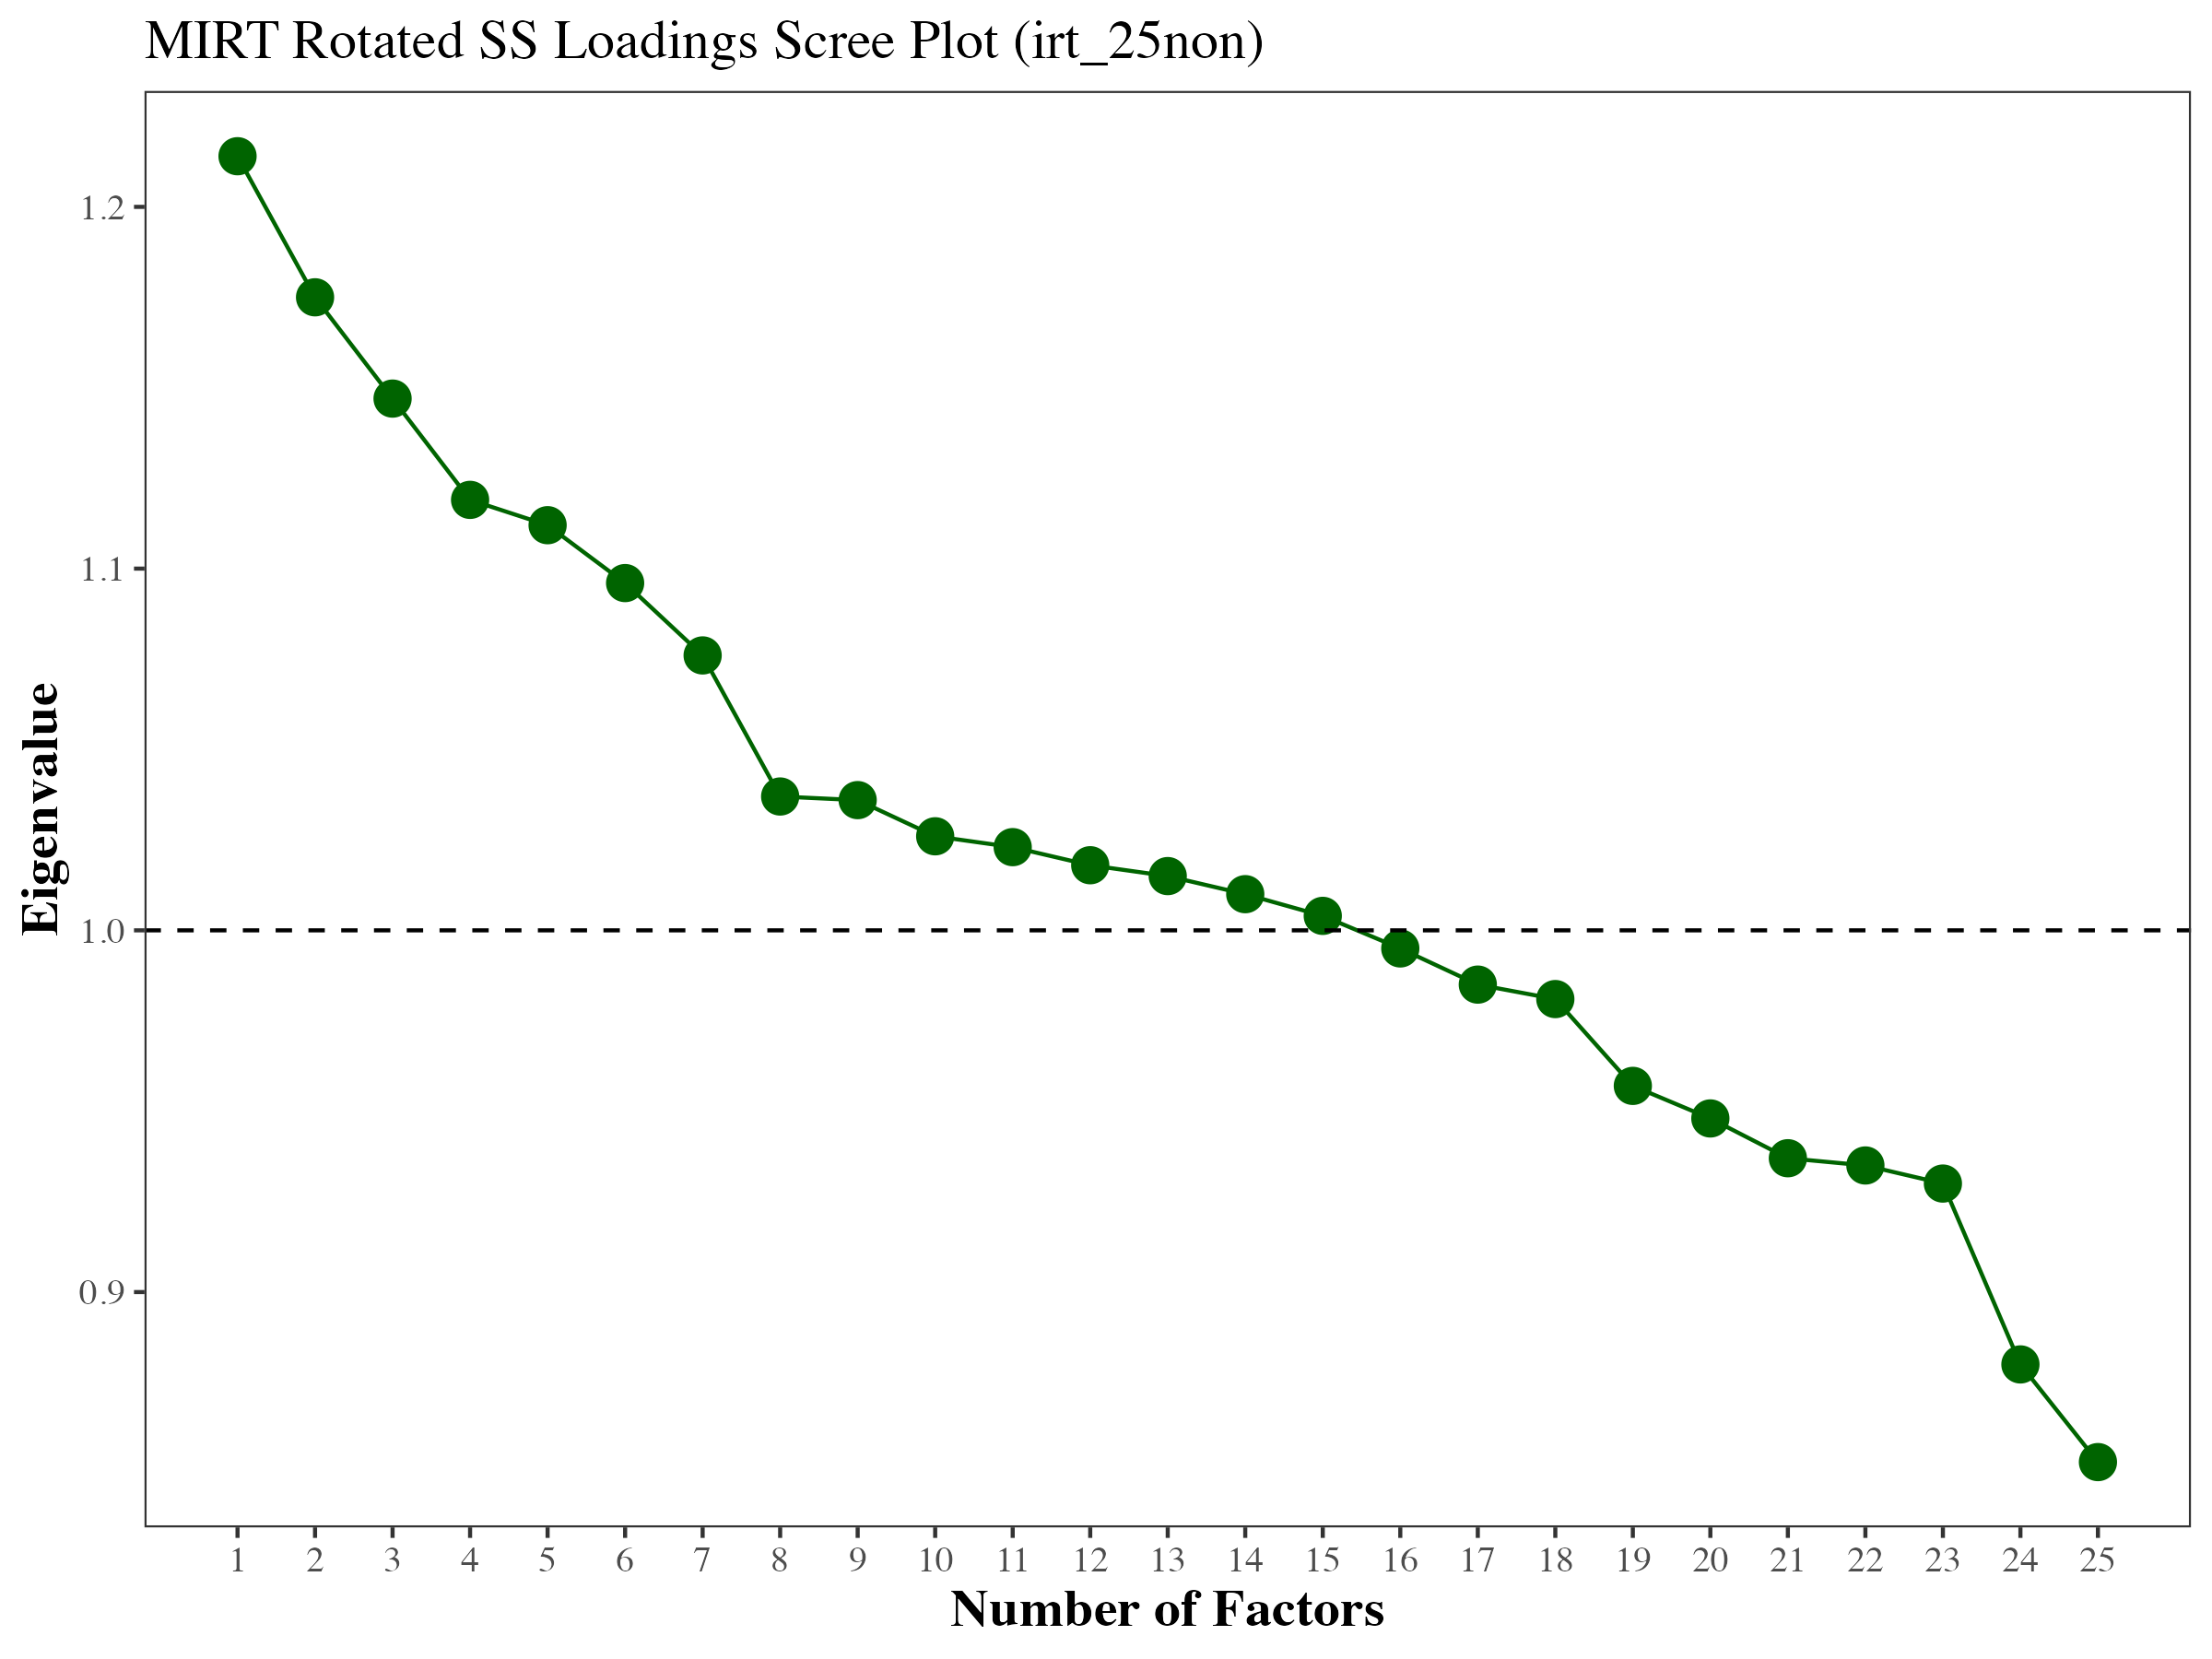 MIRT Rotated SS Loadings Scree Plot (irt_25non)
Eigenvalue
1.2
1.1
1.0
0.9
1 2 3 4 5 6 7 8 9 10 11 12 13 14 15 16 17 18 19 20 21 22 23 24 25
Number of Factors